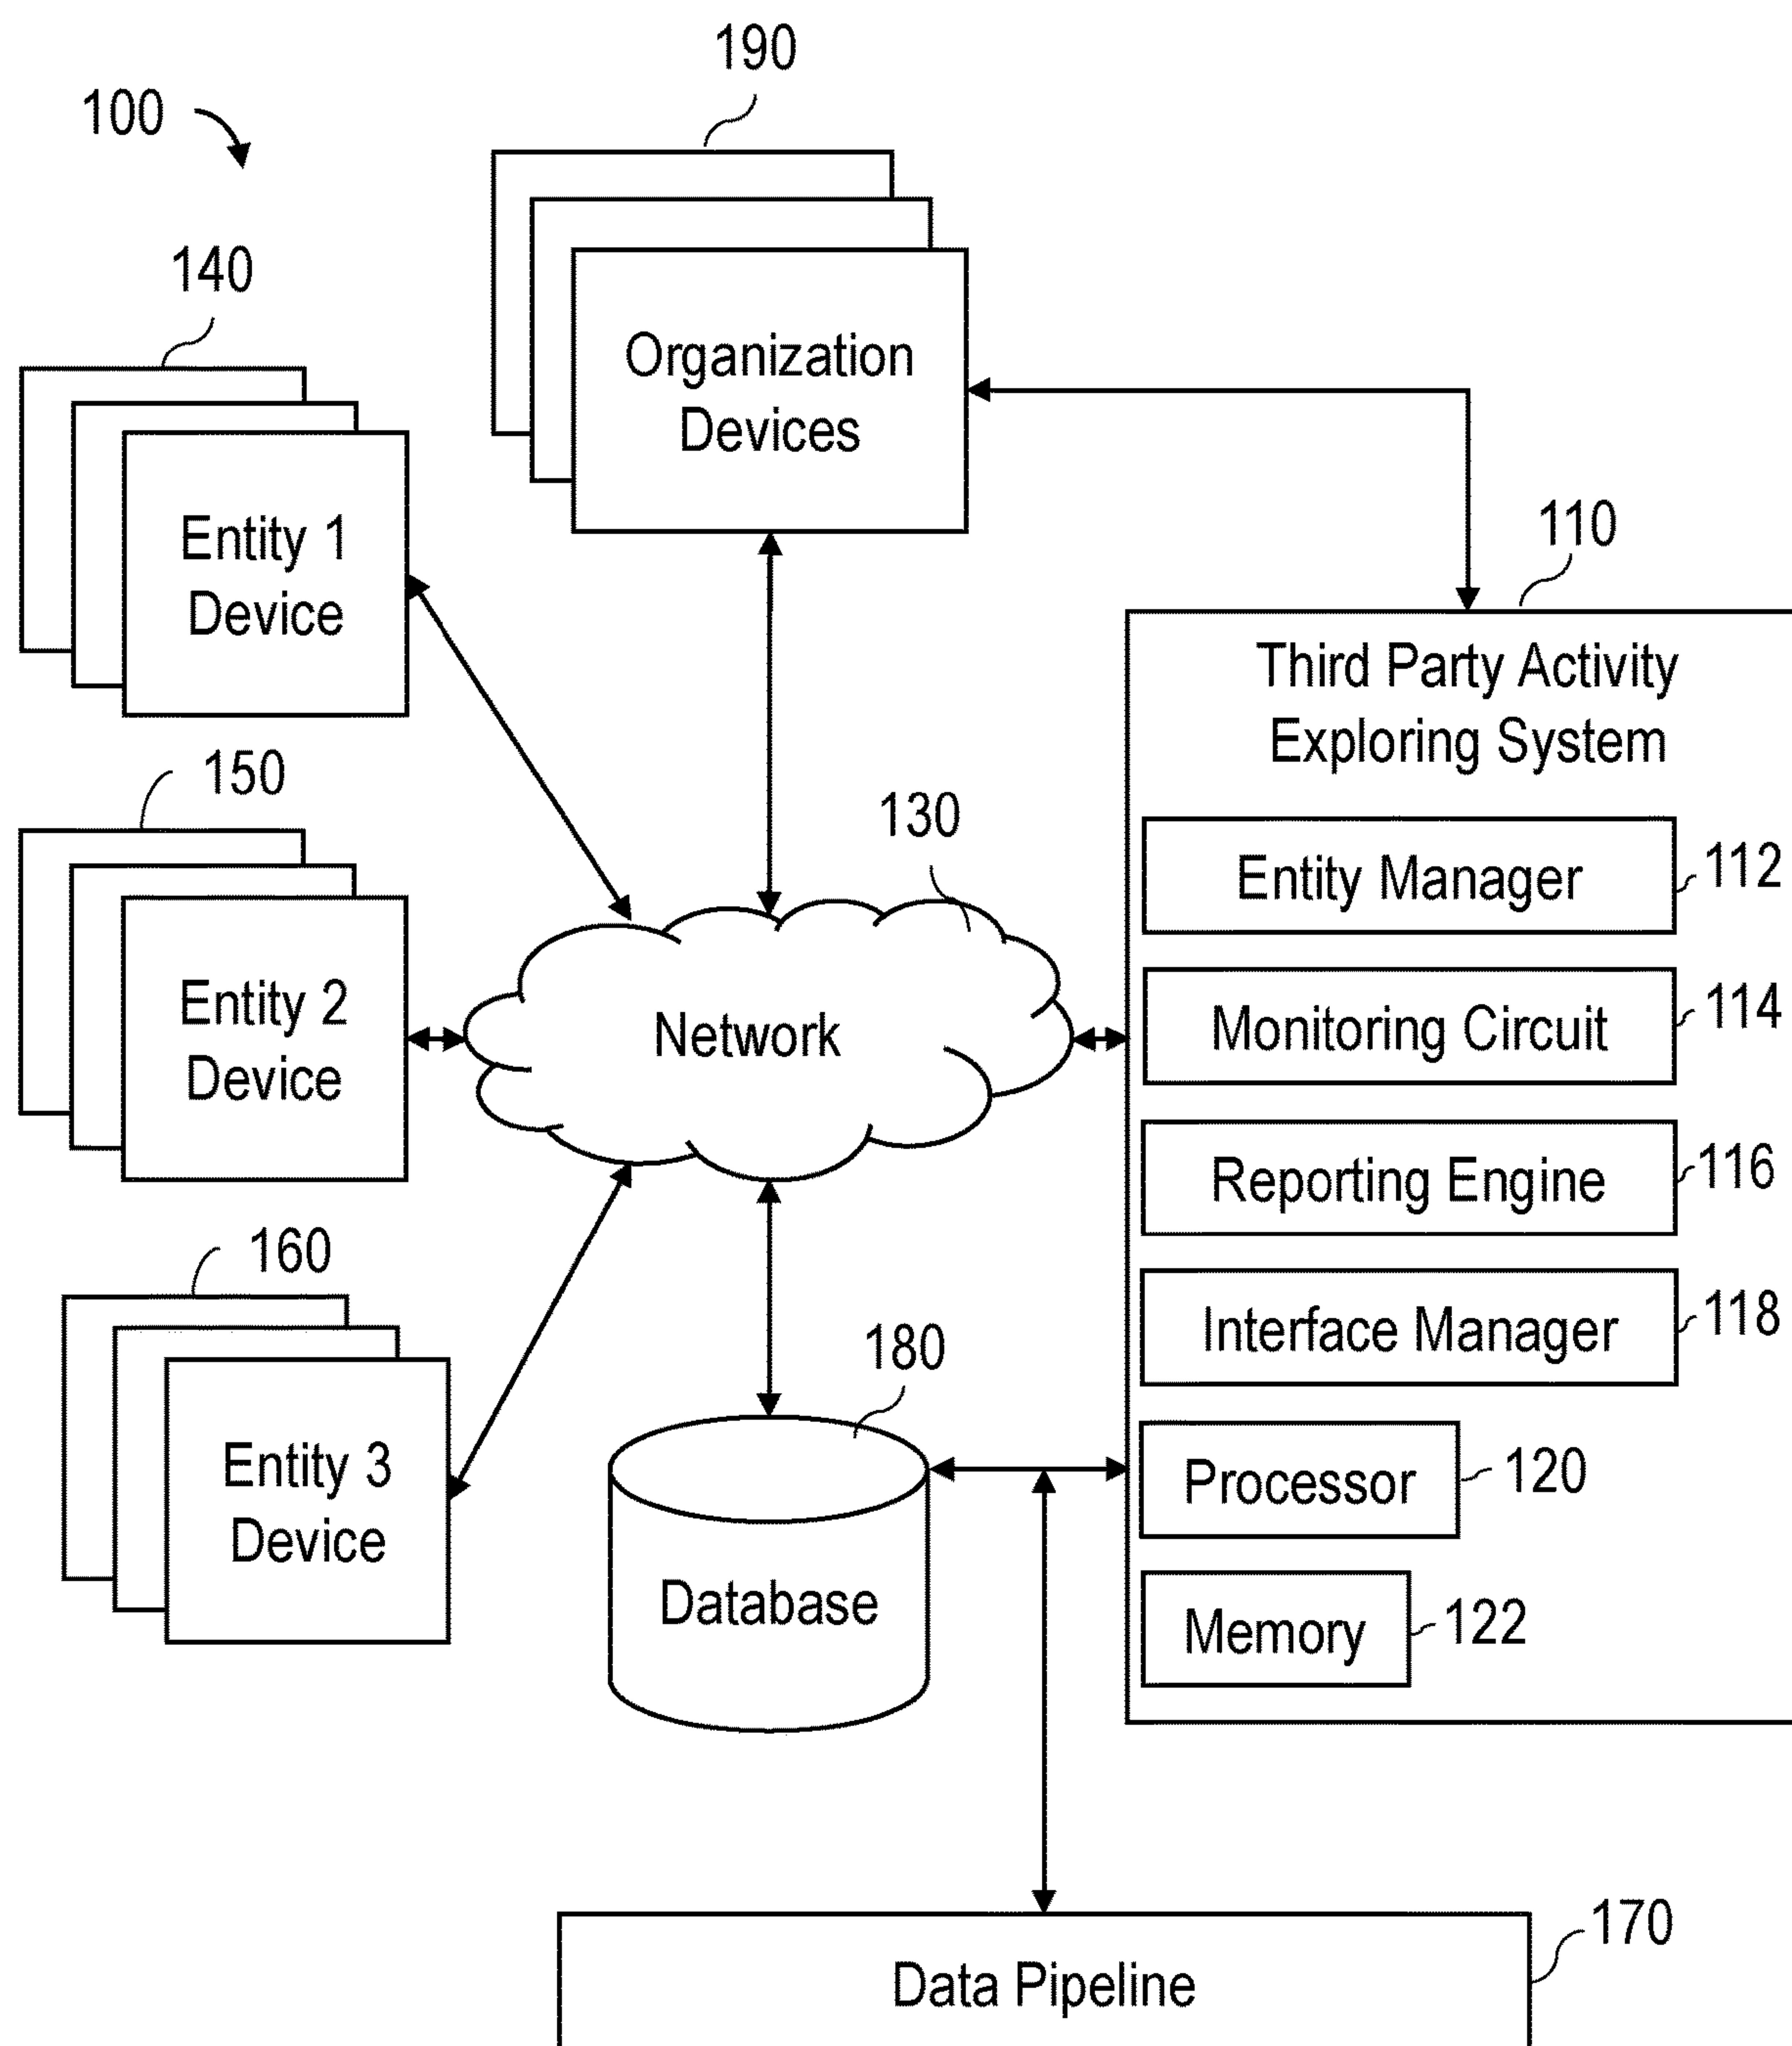 190
100
140
Organization
Devices
Entity 1
Device
110
Third Party Activity
Exploring System
150
130
Entity Manager
112
Entity 2
Device
Network
Monitoring Circuit
114
Reporting Engine
116
160
Interface Manager
118
180
Entity 3
Device
Processor
120
Database
Memory
122
170
Data Pipeline